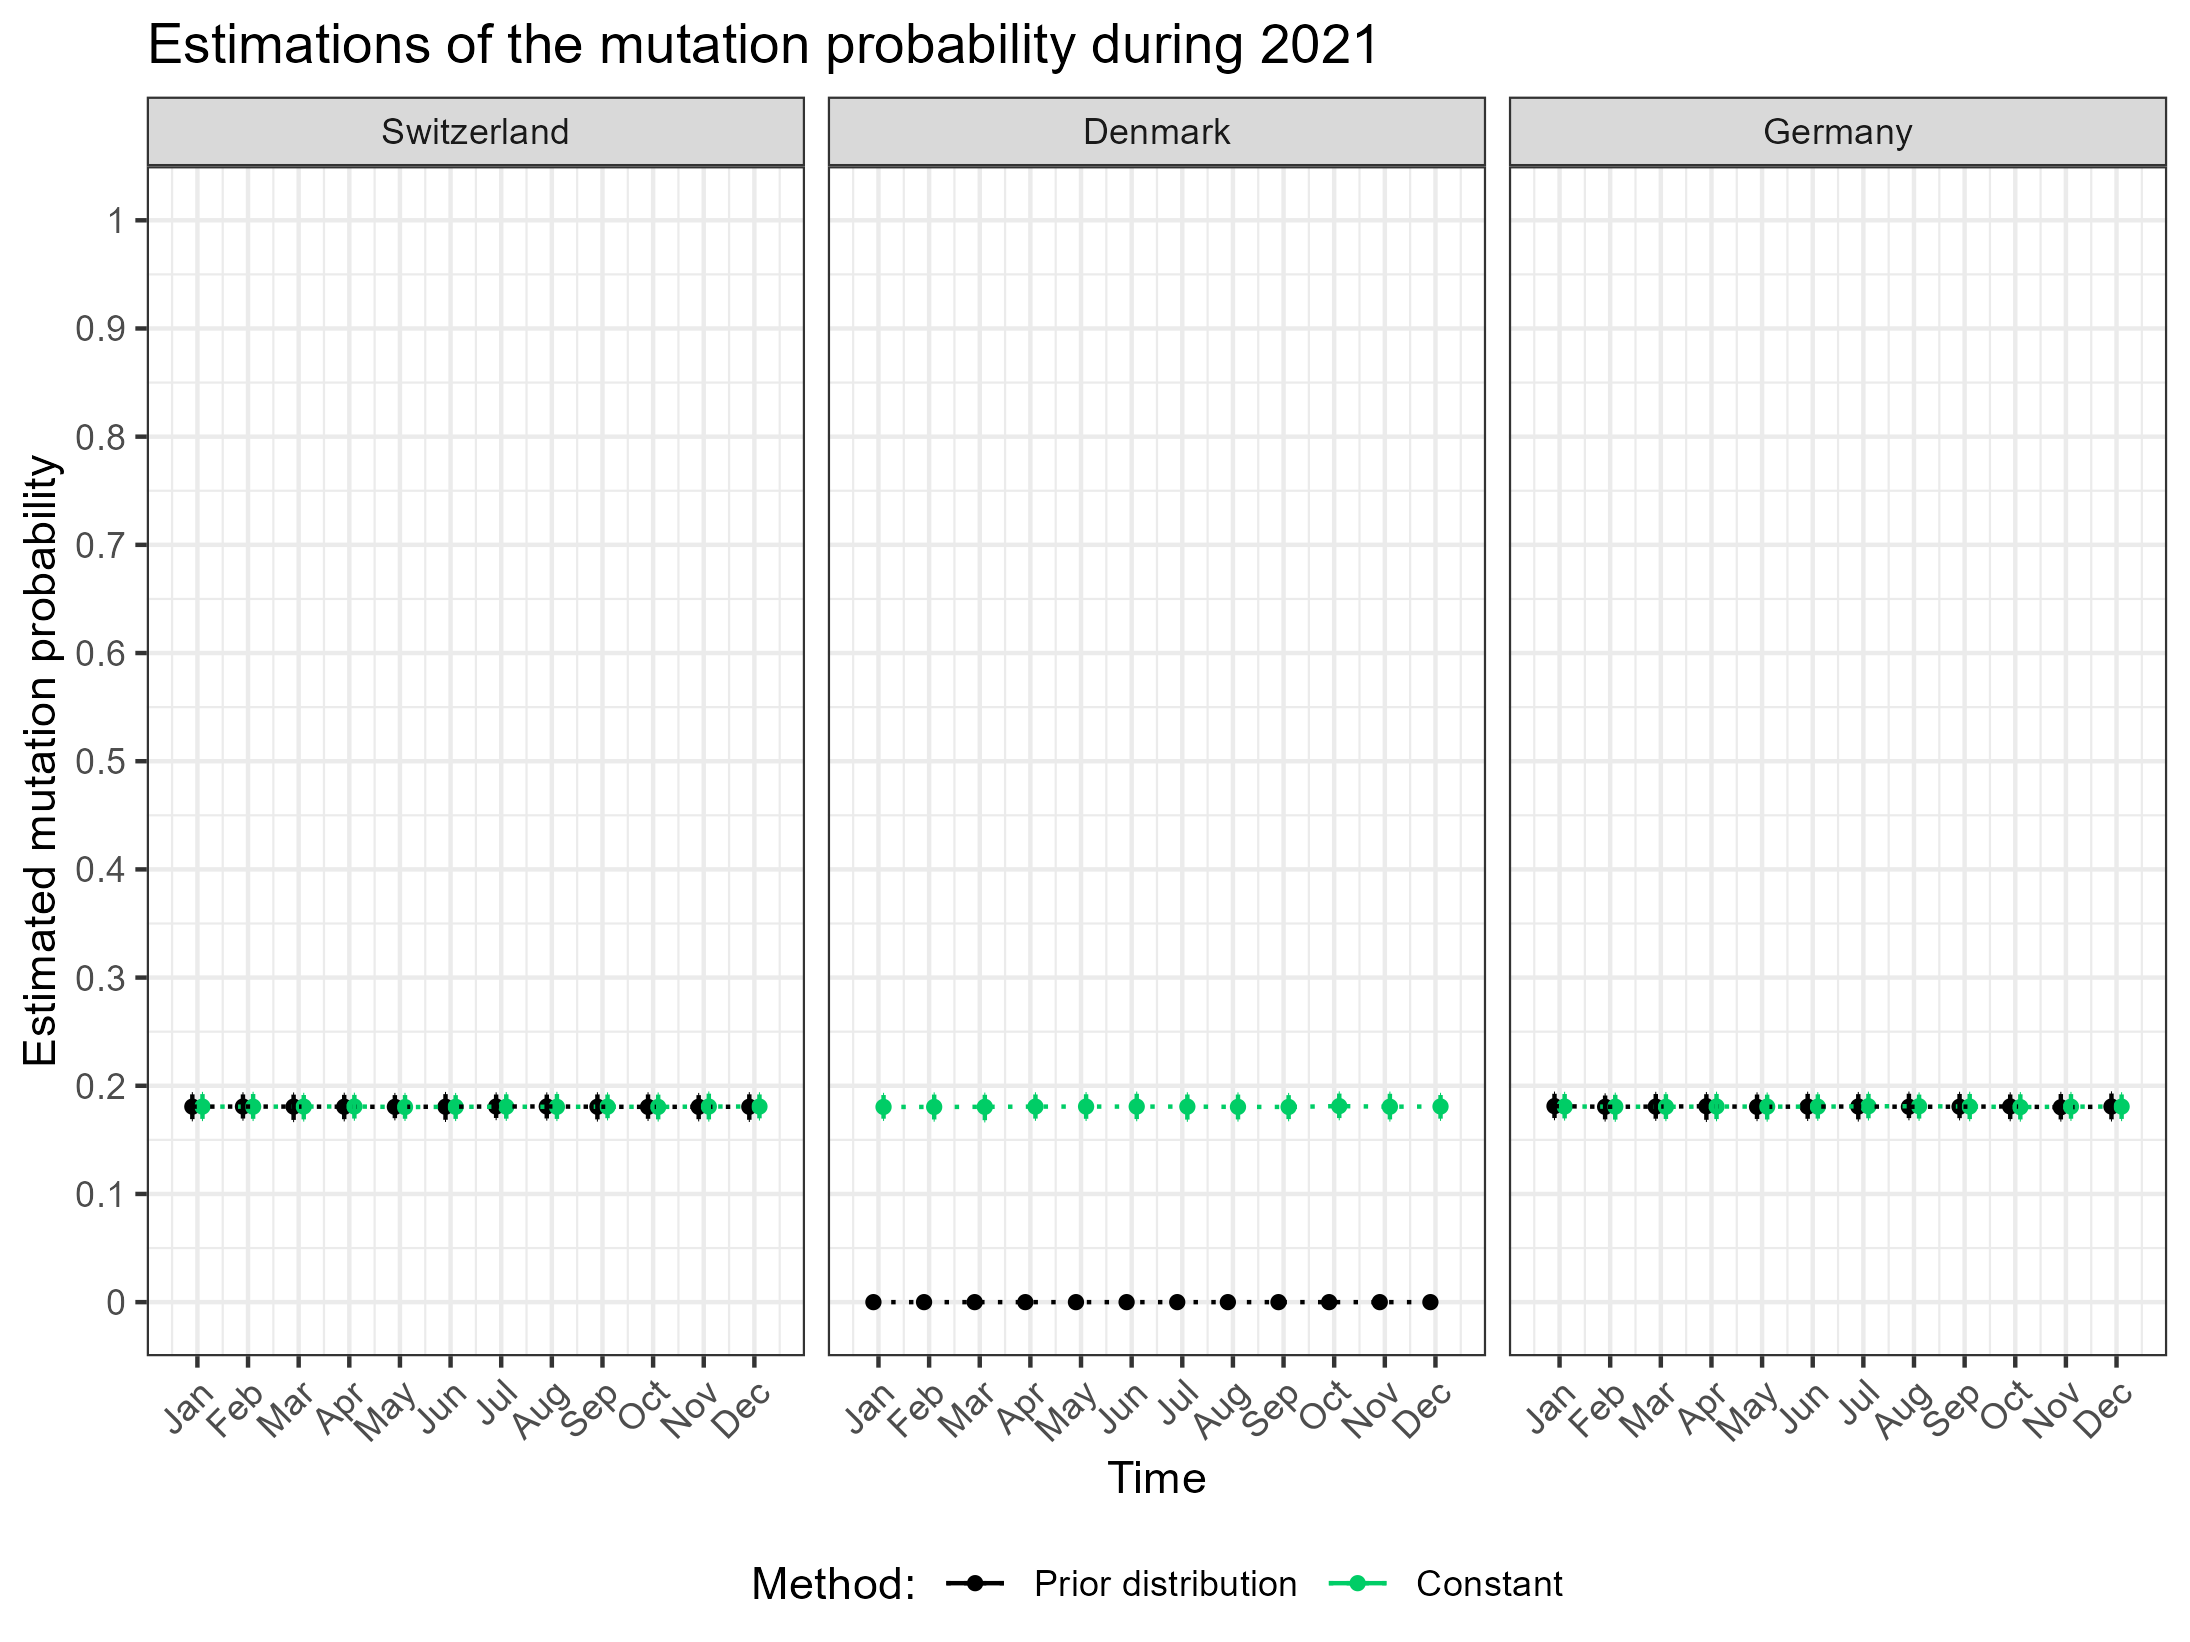 Estimations of the mutation probability during 2021
Switzerland Denmark Germany
Estimated mutation probability
1
0.9
0.8
0.7
0.6
0.5
0.4
0.3
0.2
0.1
0
Jan Feb Mar Apr May Jun Jul Aug Sep Oct Nov Dec Jan Feb Mar Apr May Jun Jul Aug Sep Oct Nov Dec Jan Feb Mar Apr May Jun Jul Aug Sep Oct Nov Dec
Time
Method: Prior distribution Constant